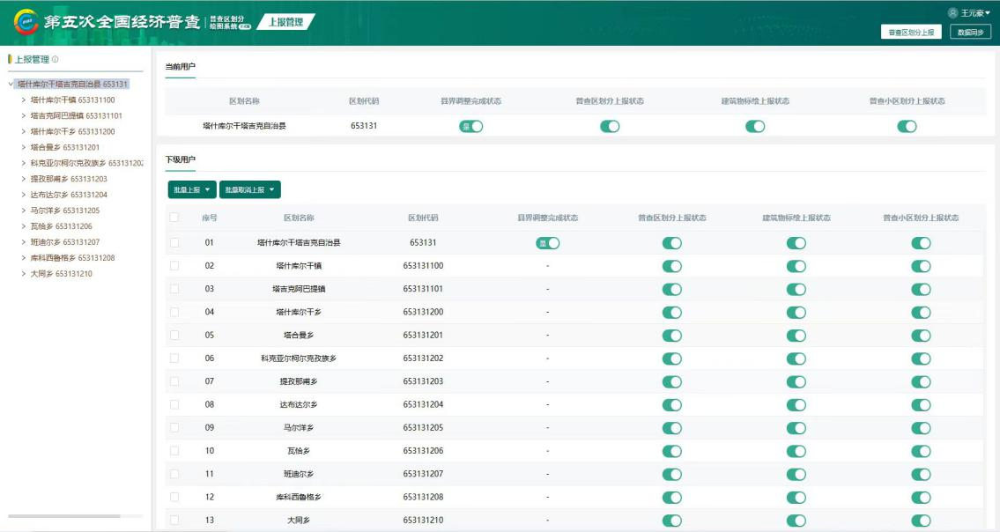 第五次全国经济普查 普查区划分 绘图系统 上报管理
王元豪
普查区划分上报 数据同步
上报管理
塔什库尔干塔吉克自治县 653131
塔什库尔干镇 653131100
塔吉克阿巴提镇 653131101
塔什库尔干乡 653131200
塔合曼乡 653131201
科克亚尔柯尔克孜族乡 653131202
提孜那甫乡 653131203
达布达尔乡 653131204
马尔洋乡 653131205
瓦恰乡 653131206
班迪尔乡 653131207
库科西鲁格乡 653131208
大同乡 653131210
当前用户
区划名称 区划代码 县界调整完成状态 普查区划分上报状态 建筑物标绘上报状态 普查小区划分上报状态
塔什库尔干塔吉克自治县 653131 是
下级用户
批量上报 批量取消上报
序号 区划名称 区划代码 县界调整完成状态 普查区划分上报状态 建筑物标绘上报状态 普查小区划分上报状态
01 塔什库尔干塔吉克自治县 653131 是
02 塔什库尔干镇 653131100 -
03 塔吉克阿巴提镇 653131101 -
04 塔什库尔干乡 653131200 -
05 塔合曼乡 653131201 -
06 科克亚尔柯尔克孜族乡 653131202 -
07 提孜那甫乡 653131203 -
08 达布达尔乡 653131204 -
09 马尔洋乡 653131205 -
10 瓦恰乡 653131206 -
11 班迪尔乡 653131207 -
12 库科西鲁格乡 653131208 -
13 大同乡 653131210 -